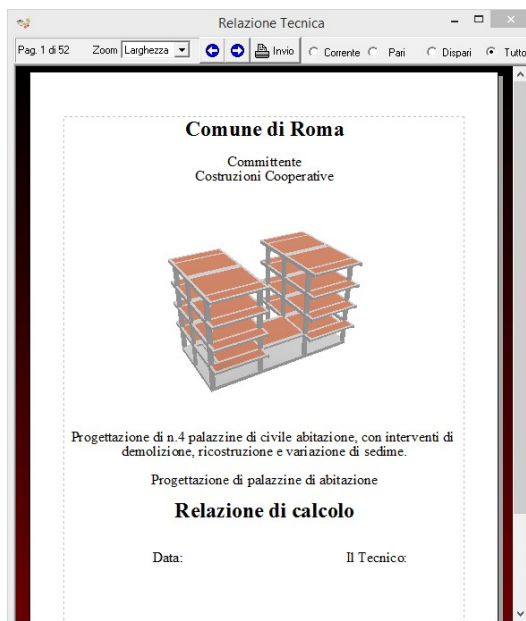 Relazione Tecnica
Pag. 1 di 52 Zoom Larghezza Invio Corrente Pari Dispari Tutto
Comune di Roma
Committente
Costruzioni Cooperative
Progettazione di n.4 palazzine di civile abitazione, con interventi di
demolizione, ricostruzione e variazione di sedime.
Progettazione di palazzine di abitazione
Relazione di calcolo
Data: Il Tecnico: